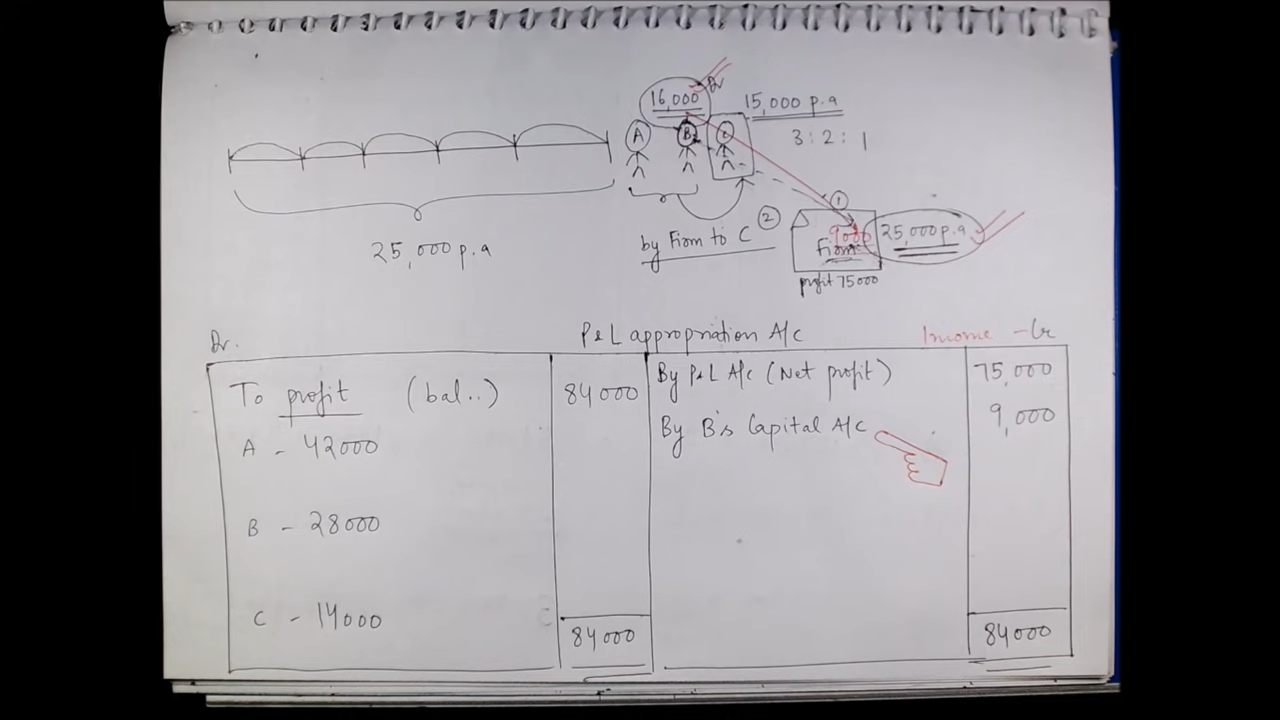 16,000 Dr
15,000 p.a
3 : 2 : 1
A B C
25,000 p.a
by Firm to C
2
1
9000
Firm
25,000 p.a
profit 75000
Dr. P & L appropriation A/c Income - Cr
To profit (bal..) 84000 By P & L A/c (Net profit) 75,000
A - 42000 By B's Capital A/c 9,000
B - 28000
C - 14000
84000 84000